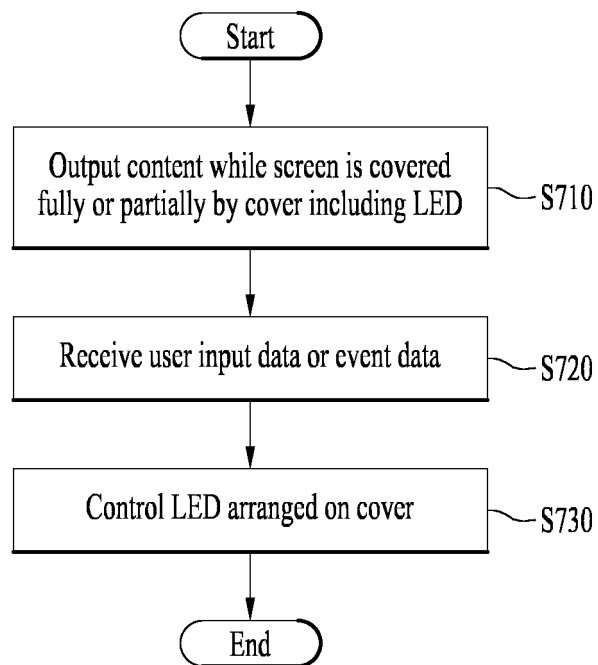 Start
Output content while screen is covered
fully or partially by cover including LED
S710
Receive user input data or event data
S720
Control LED arranged on cover
S730
End